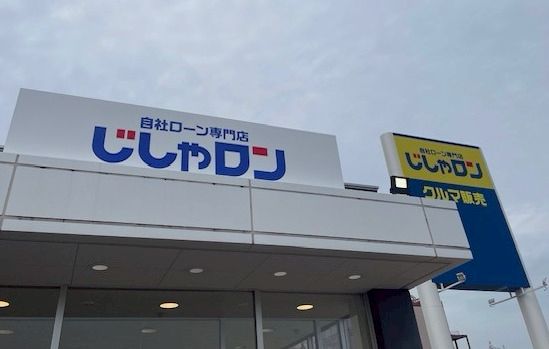 自社ローン専門店
じしゃロン
自社ローン専門店
じしゃロン
クルマ販売